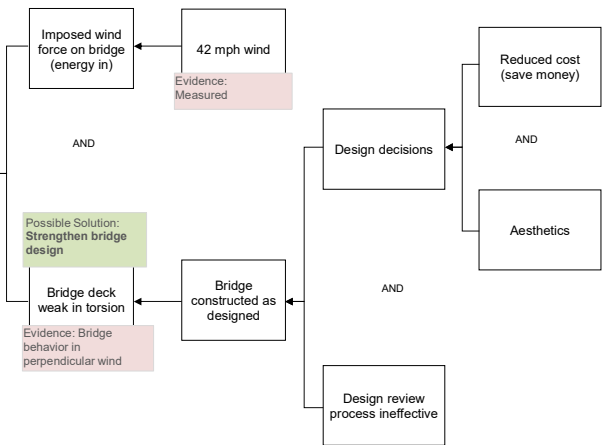 Imposed wind
force on bridge
(energy in)
42 mph wind
Evidence:
Measured
AND
Possible Solution:
Strengthen bridge
design
Bridge deck
weak in torsion
Evidence: Bridge
behavior in
perpendicular wind
Bridge
constructed as
designed
Design decisions
AND
Design review
process ineffective
Reduced cost
(save money)
AND
Aesthetics